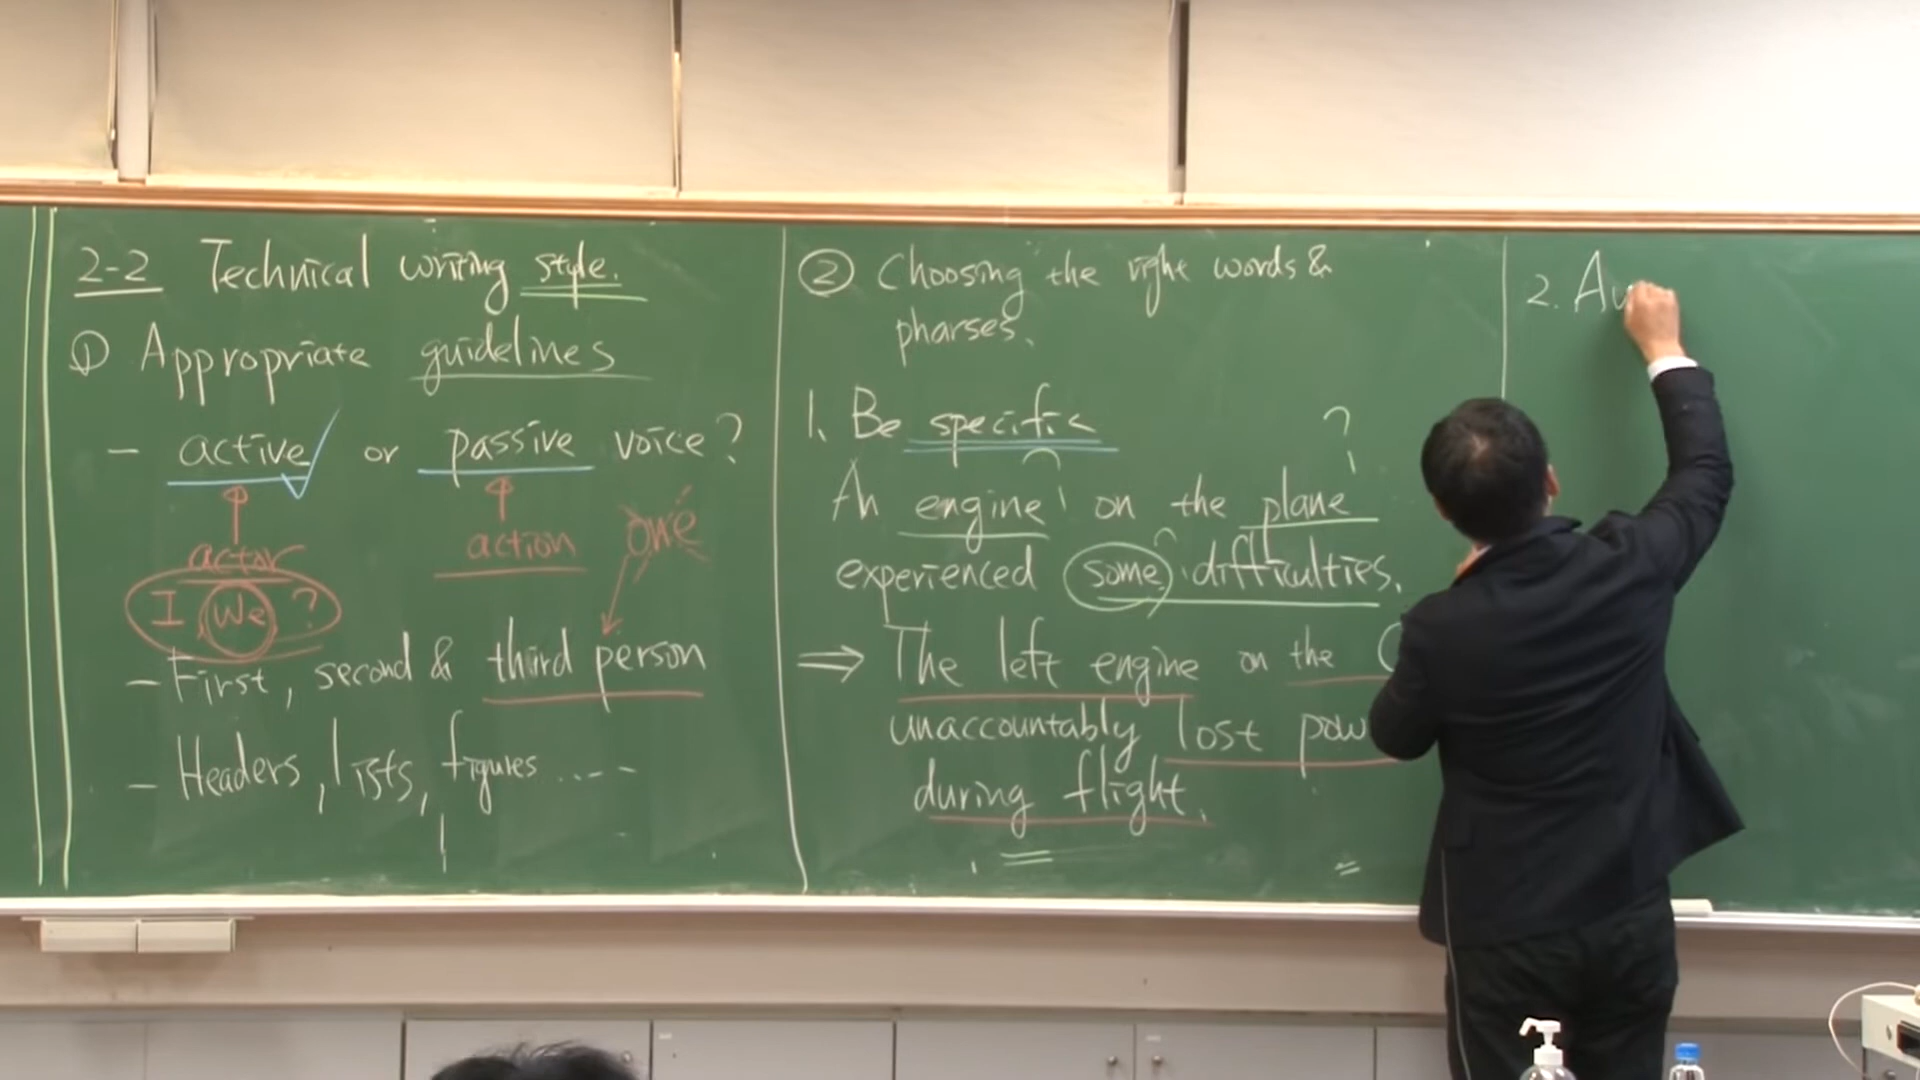 2-2 Technical writing style.
① Appropriate guidelines
- active or passive voice?
actor action one
I, We ?
- First, second & third person
- Headers, lists, figures ----
② Choosing the right words &
pharses.
1. Be specific
?
An engine on the plane
experienced some difficulties.
⇒ The left engine on the
unaccountably lost pow
during flight.
2.